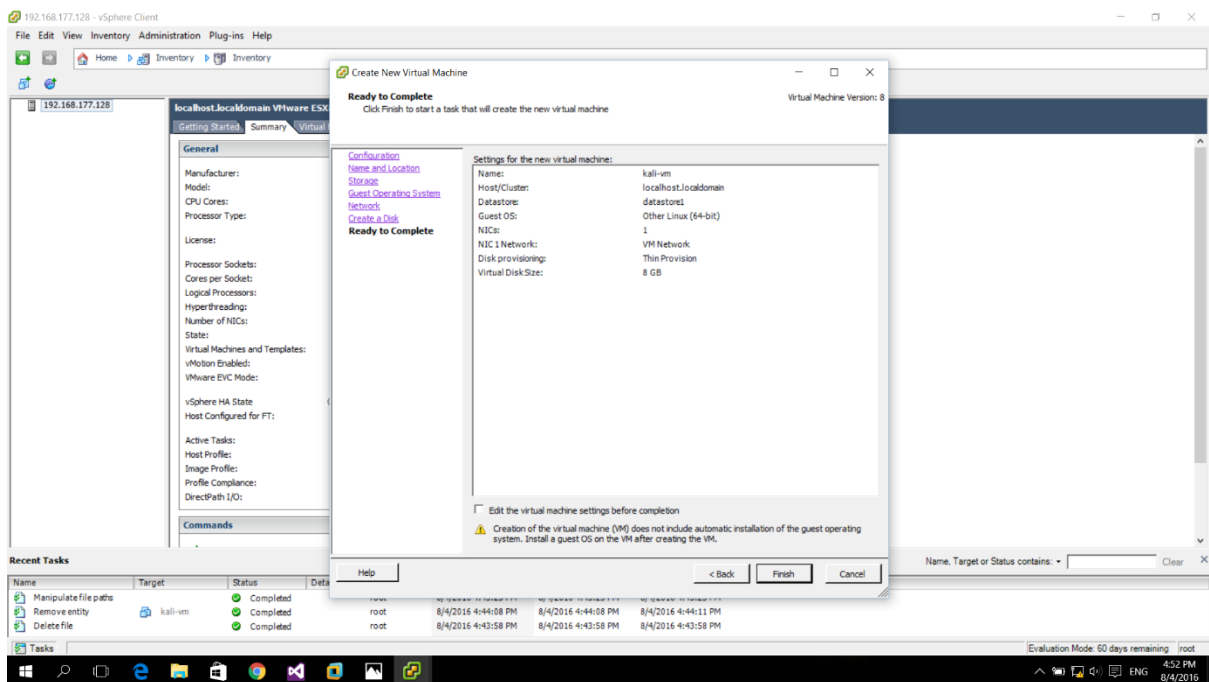 192.168.177.128 - vSphere Client
File Edit View Inventory Administration Plug-ins Help
Home Inventory Inventory
192.168.177.128
localhost.localdomain VMware ESX
Getting Started Summary Virtual
General
Manufacturer:
Model:
CPU Cores:
Processor Type:
License:
Processor Sockets:
Cores per Socket:
Logical Processors:
Hyperthreading:
Number of NICs:
State:
Virtual Machines and Templates:
vMotion Enabled:
VMware EVC Mode:
vSphere HA State
Host Configured for FT:
Active Tasks:
Host Profile:
Image Profile:
Profile Compliance:
DirectPath I/O:
Commands
Create New Virtual Machine
Ready to Complete
Click Finish to start a task that will create the new virtual machine
Virtual Machine Version: 8
Configuration
Name and Location
Storage
Guest Operating System
Network
Create a Disk
Ready to Complete
Settings for the new virtual machine:
Name: kali-vm
Host/Cluster: localhost.localdomain
Datastore: datastore1
Guest OS: Other Linux (64-bit)
NICs: 1
NIC 1 Network: VM Network
Disk provisioning: Thin Provision
Virtual Disk Size: 8 GB
Edit the virtual machine settings before completion
Creation of the virtual machine (VM) does not include automatic installation of the guest operating
system. Install a guest OS on the VM after creating the VM.
Help < Back Finish Cancel
Recent Tasks
Name, Target or Status contains: Clear
Name Target Status Deta
Manipulate file paths Completed
Remove entity kali-vm Completed root 8/4/2016 4:44:08 PM 8/4/2016 4:44:08 PM 8/4/2016 4:44:11 PM
Delete file Completed root 8/4/2016 4:43:58 PM 8/4/2016 4:43:58 PM 8/4/2016 4:43:58 PM
Tasks
Evaluation Mode: 60 days remaining root
ENG
4:52 PM
8/4/2016